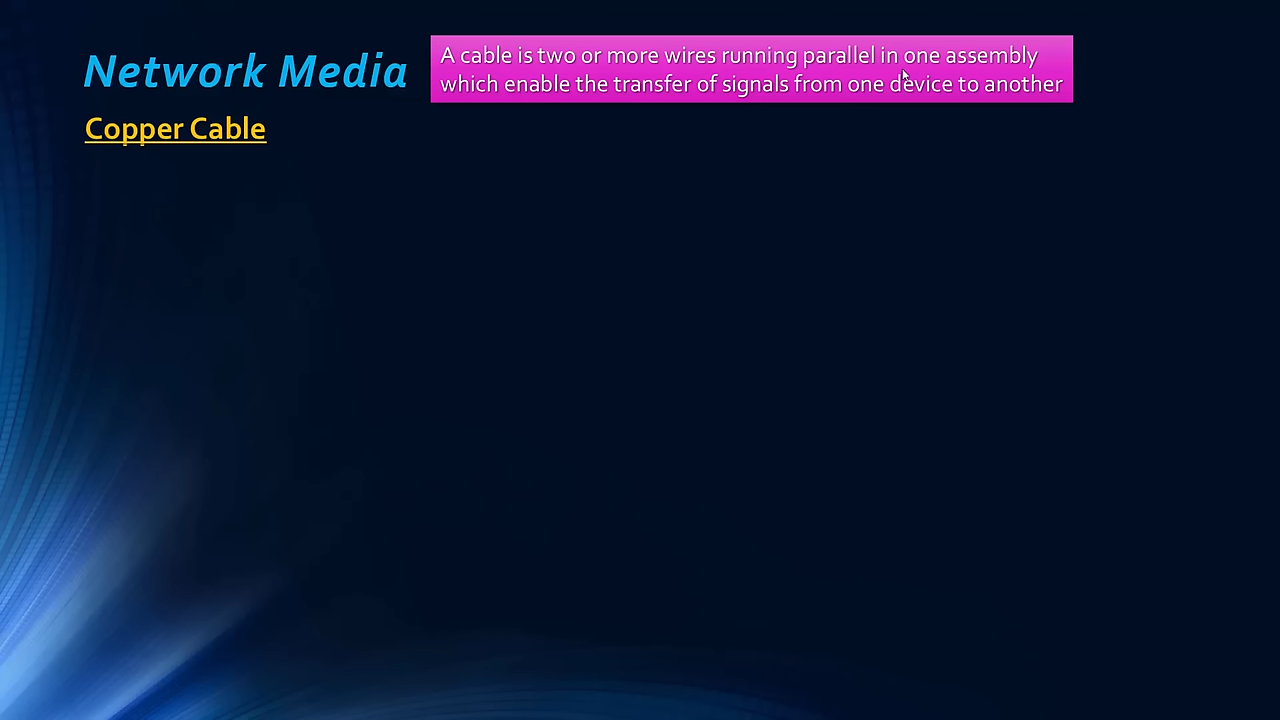 Network Media
A cable is two or more wires running parallel in one assembly
which enable the transfer of signals from one device to another
Copper Cable